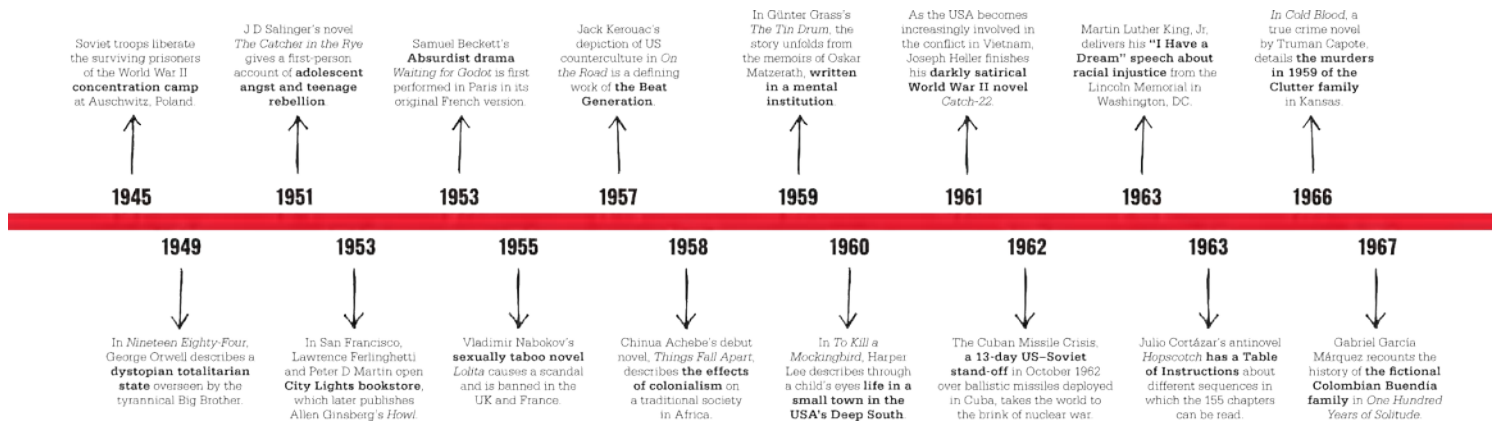 Soviet troops liberate
the surviving prisoners
of the World War II
concentration camp
at Auschwitz, Poland.
1945
In Nineteen Eighty-Four,
George Orwell describes a
dystopian totalitarian
state overseen by the
tyrannical Big Brother.
1949
J D Salinger's novel
The Catcher in the Rye
gives a first-person
account of adolescent
angst and teenage
rebellion.
1951
In San Francisco,
Lawrence Ferlinghetti
and Peter D Martin open
City Lights bookstore,
which later publishes
Allen Ginsberg's Howl.
1953
Samuel Beckett's
Absurdist drama
Waiting for Godot is first
performed in Paris in its
original French version.
1953
Vladimir Nabokov's
sexually taboo novel
Lolita causes a scandal
and is banned in the
UK and France.
1955
Jack Kerouac's
depiction of US
counterculture in On
the Road is a defining
work of the Beat
Generation.
1957
Chinua Achebe's debut
novel, Things Fall Apart,
describes the effects
of colonialism on
a traditional society
in Africa.
1958
In Günter Grass's
The Tin Drum, the
story unfolds from
the memoirs of Oskar
Matzerath, written
in a mental
institution.
1959
In To Kill a
Mockingbird, Harper
Lee describes through
a child's eyes life in a
small town in the
USA's Deep South.
1960
As the USA becomes
increasingly involved in
the conflict in Vietnam,
Joseph Heller finishes
his darkly satirical
World War II novel
Catch-22.
1961
The Cuban Missile Crisis,
a 13-day US–Soviet
stand-off in October 1962
over ballistic missiles deployed
in Cuba, takes the world to
the brink of nuclear war.
1962
Martin Luther King, Jr,
delivers his "I Have a
Dream" speech about
racial injustice from the
Lincoln Memorial in
Washington, DC.
1963
Julio Cortázar's antinovel
Hopscotch has a Table
of Instructions about
different sequences in
which the 155 chapters
can be read.
1963
In Cold Blood, a
true crime novel
by Truman Capote,
details the murders
in 1959 of the
Clutter family
in Kansas.
1966
Gabriel García
Márquez recounts the
history of the fictional
Colombian Buendía
family in One Hundred
Years of Solitude.
1967